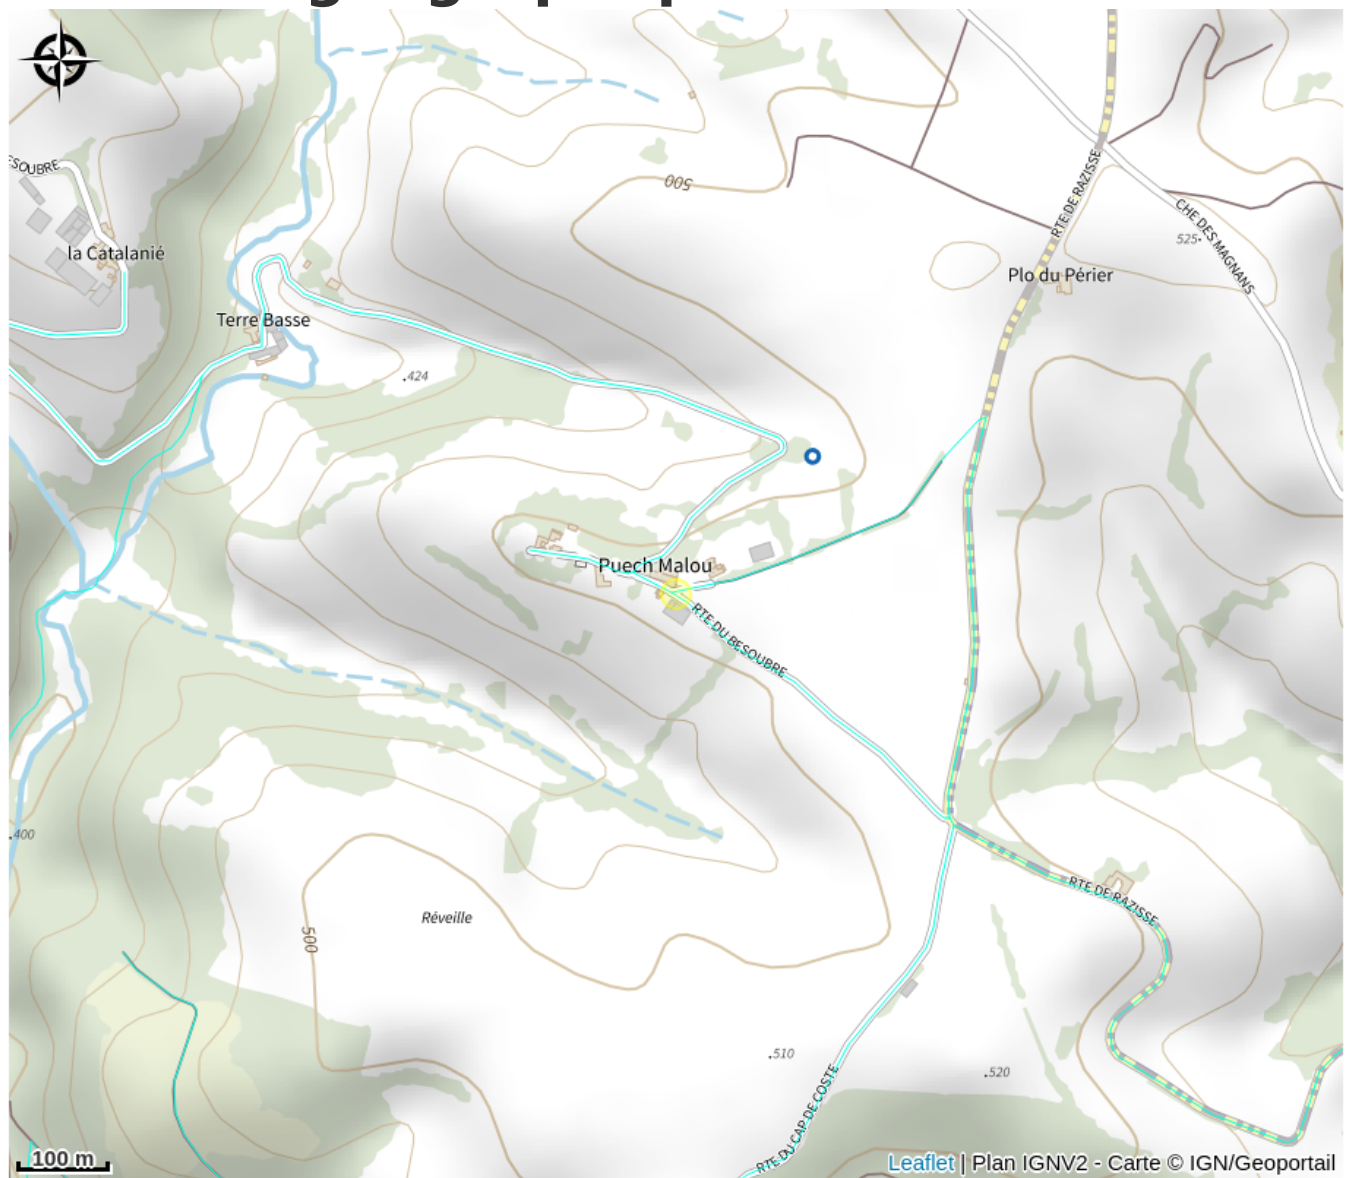 500
ESOUBRE
RTE DE RAZISSE
CHE DES MAGNANS
525
la Catalanié
Plo du Périer
Terre Basse
.424
Puech Malou
RTE DU BESOUBRE
.400
RTE DE RAZISSE
Réveille
500
.510
.520
RTE DU CAP DE COSTE
100 m
Leaflet | Plan IGNV2 - Carte © IGN/Geoportail